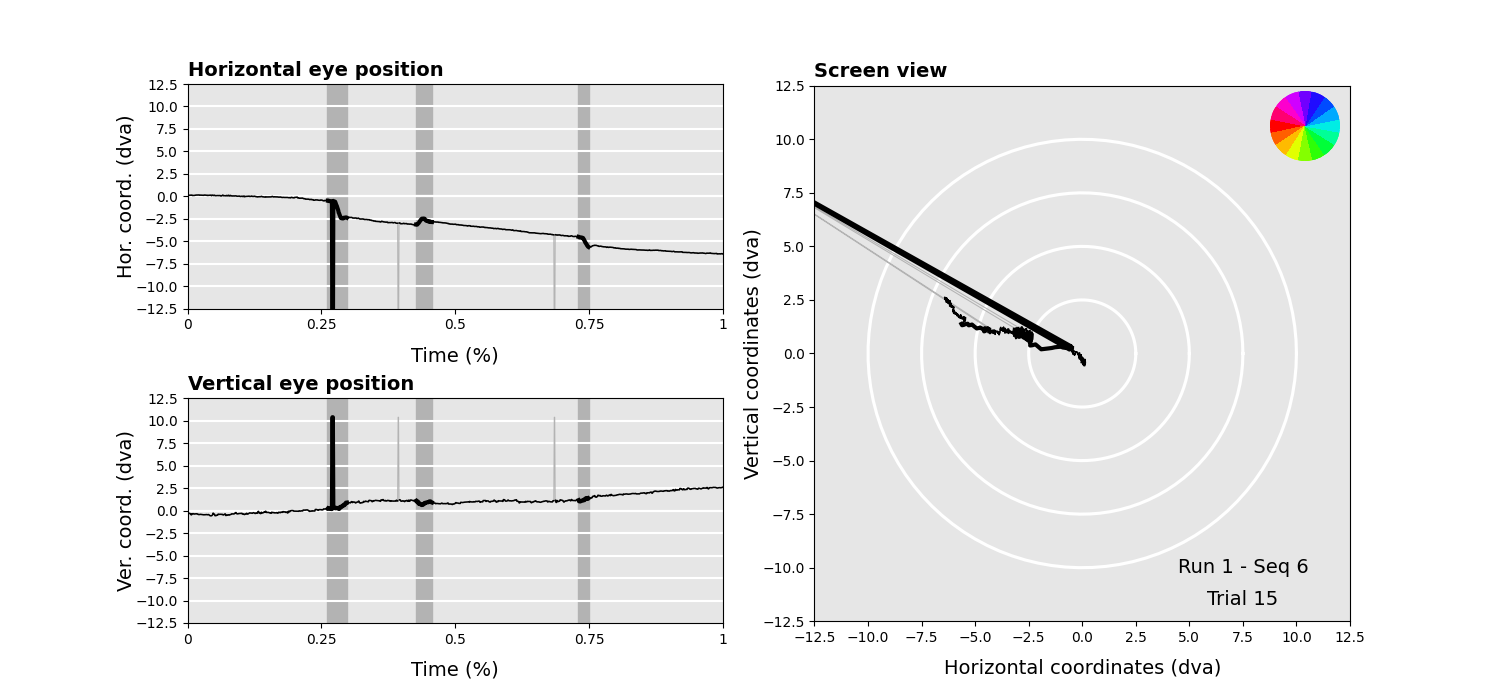 Horizontal eye position
Hor. coord. (dva)
12.5
10.0
7.5
5.0
2.5
0.0
−2.5
−5.0
−7.5
−10.0
−12.5
0 0.25 0.5 0.75 1
Time (%)
Vertical eye position
Ver. coord. (dva)
12.5
10.0
7.5
5.0
2.5
0.0
−2.5
−5.0
−7.5
−10.0
−12.5
0 0.25 0.5 0.75 1
Time (%)
Screen view
Vertical coordinates (dva)
12.5
10.0
7.5
5.0
2.5
0.0
−2.5
−5.0
−7.5
−10.0
−12.5
Run 1 - Seq 6
Trial 15
−12.5 −10.0 −7.5 −5.0 −2.5 0.0 2.5 5.0 7.5 10.0 12.5
Horizontal coordinates (dva)